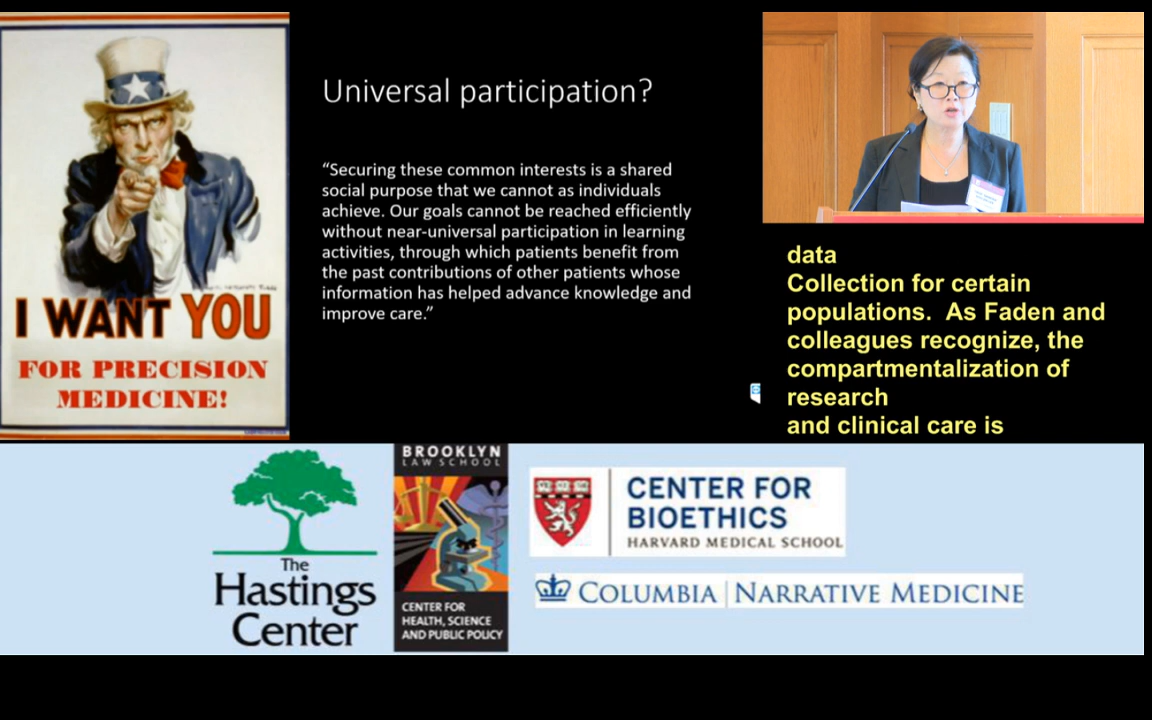 I WANT YOU
FOR PRECISION
MEDICINE!
Universal participation?
“Securing these common interests is a shared
social purpose that we cannot as individuals
achieve. Our goals cannot be reached efficiently
without near-universal participation in learning
activities, through which patients benefit from
the past contributions of other patients whose
information has helped advance knowledge and
improve care.”
data
Collection for certain
populations.  As Faden and
colleagues recognize, the
compartmentalization of
research
and clinical care is
The
Hastings
Center
BROOKLYN
LAW SCHOOL
CENTER FOR
HEALTH, SCIENCE
AND PUBLIC POLICY
CENTER FOR
BIOETHICS
HARVARD MEDICAL SCHOOL
COLUMBIA | NARRATIVE MEDICINE